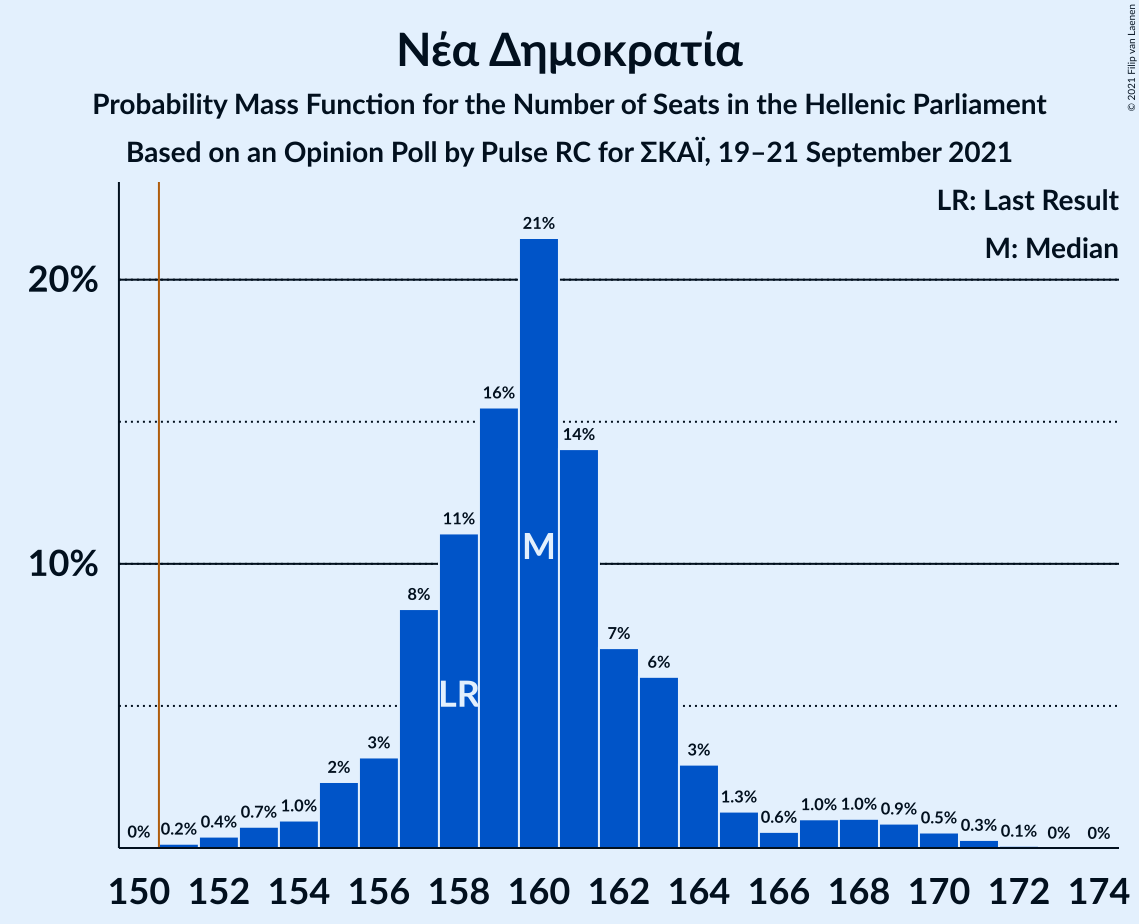 Νέα Δημοκρατία
Probability Mass Function for the Number of Seats in the Hellenic Parliament
Based on an Opinion Poll by Pulse RC for ΣΚΑΪ, 19–21 September 2021
© 2021 Filip van Laenen
LR: Last Result
M: Median
20%
10%
0% 0.2% 0.4% 0.7% 1.0% 2% 3% 8% 11% 16% 21% 14% 7% 6% 3% 1.3% 0.6% 1.0% 1.0% 0.9% 0.5% 0.3% 0.1% 0% 0%
M
LR
150 152 154 156 158 160 162 164 166 168 170 172 174